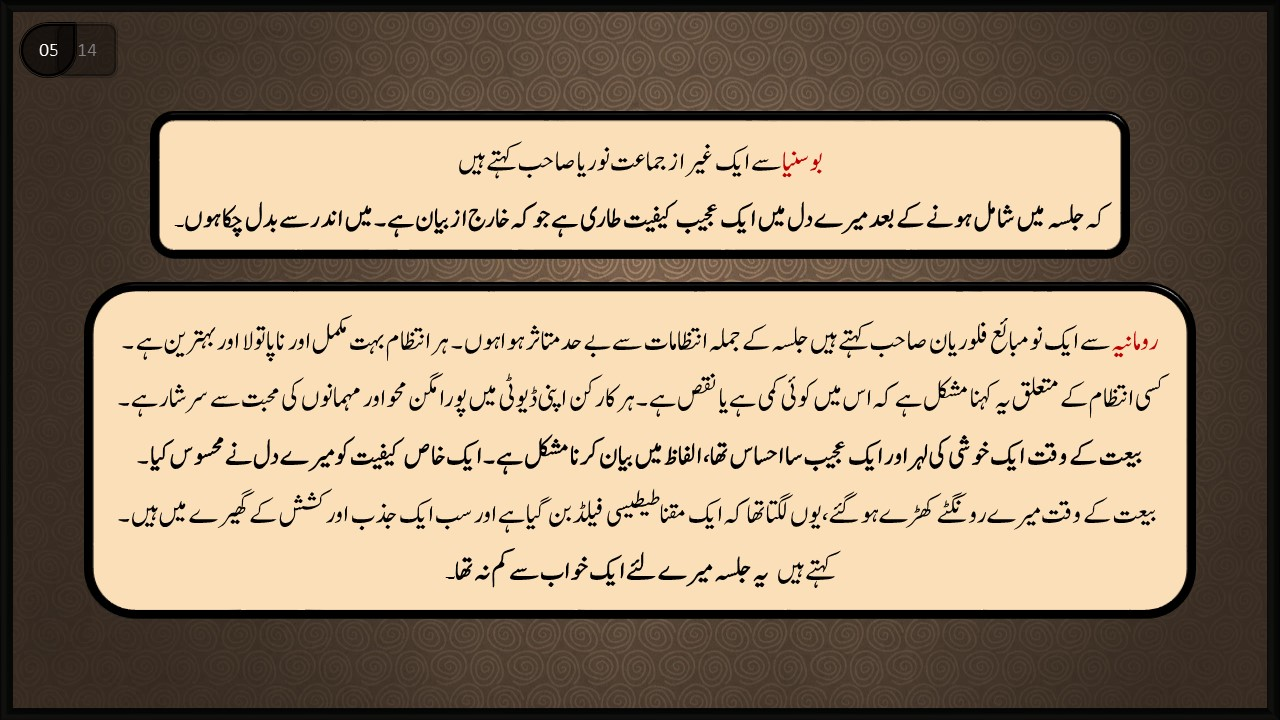 05 14
بوسنیا سے ایک غیر از جماعت نوریا صاحب کہتے ہیں
کہ جلسہ میں شامل ہونے کے بعد میرے دل میں ایک عجیب کیفیت طاری ہے جو کہ خارج از بیان ہے۔ میں اندر سے بدل چکا ہوں۔
رومانیہ سے ایک نو مبائع فلوریان صاحب کہتے ہیں جلسہ کے جملہ انتظامات سے بے حد متاثر ہوا ہوں۔ ہر انتظام بہت مکمل اور ناپا تولا اور بہترین ہے۔
کسی انتظام کے متعلق یہ کہنا مشکل ہے کہ اس میں کوئی کمی ہے یا نقص ہے۔ ہر کارکن اپنی ڈیوٹی میں پورا مگن محو اور مہمانوں کی محبت سے سرشار ہے۔
بیعت کے وقت ایک خوشی کی لہر اور ایک عجیب سا احساس تھا، الفاظ میں بیان کرنا مشکل ہے۔ ایک خاص کیفیت کو میرے دل نے محسوس کیا۔
بیعت کے وقت میرے رونگٹے کھڑے ہو گئے، یوں لگتا تھا کہ ایک مقناطیسی فیلڈ بن گیا ہے اور سب ایک جذب اور کشش کے گھیرے میں ہیں۔
کہتے ہیں یہ جلسہ میرے لئے ایک خواب سے کم نہ تھا۔